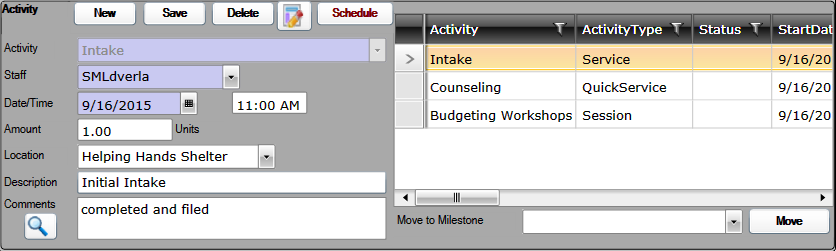 Activity New Save Delete Schedule
Activity Intake
Staff SMLdverla
Date/Time 9/16/2015 11:00 AM
Amount 1.00 Units
Location Helping Hands Shelter
Description Initial Intake
Comments completed and filed
Activity ActivityType Status StartDat
Intake Service 9/16/20
Counseling QuickService 9/16/20
Budgeting Workshops Session 9/16/20
Move to Milestone Move